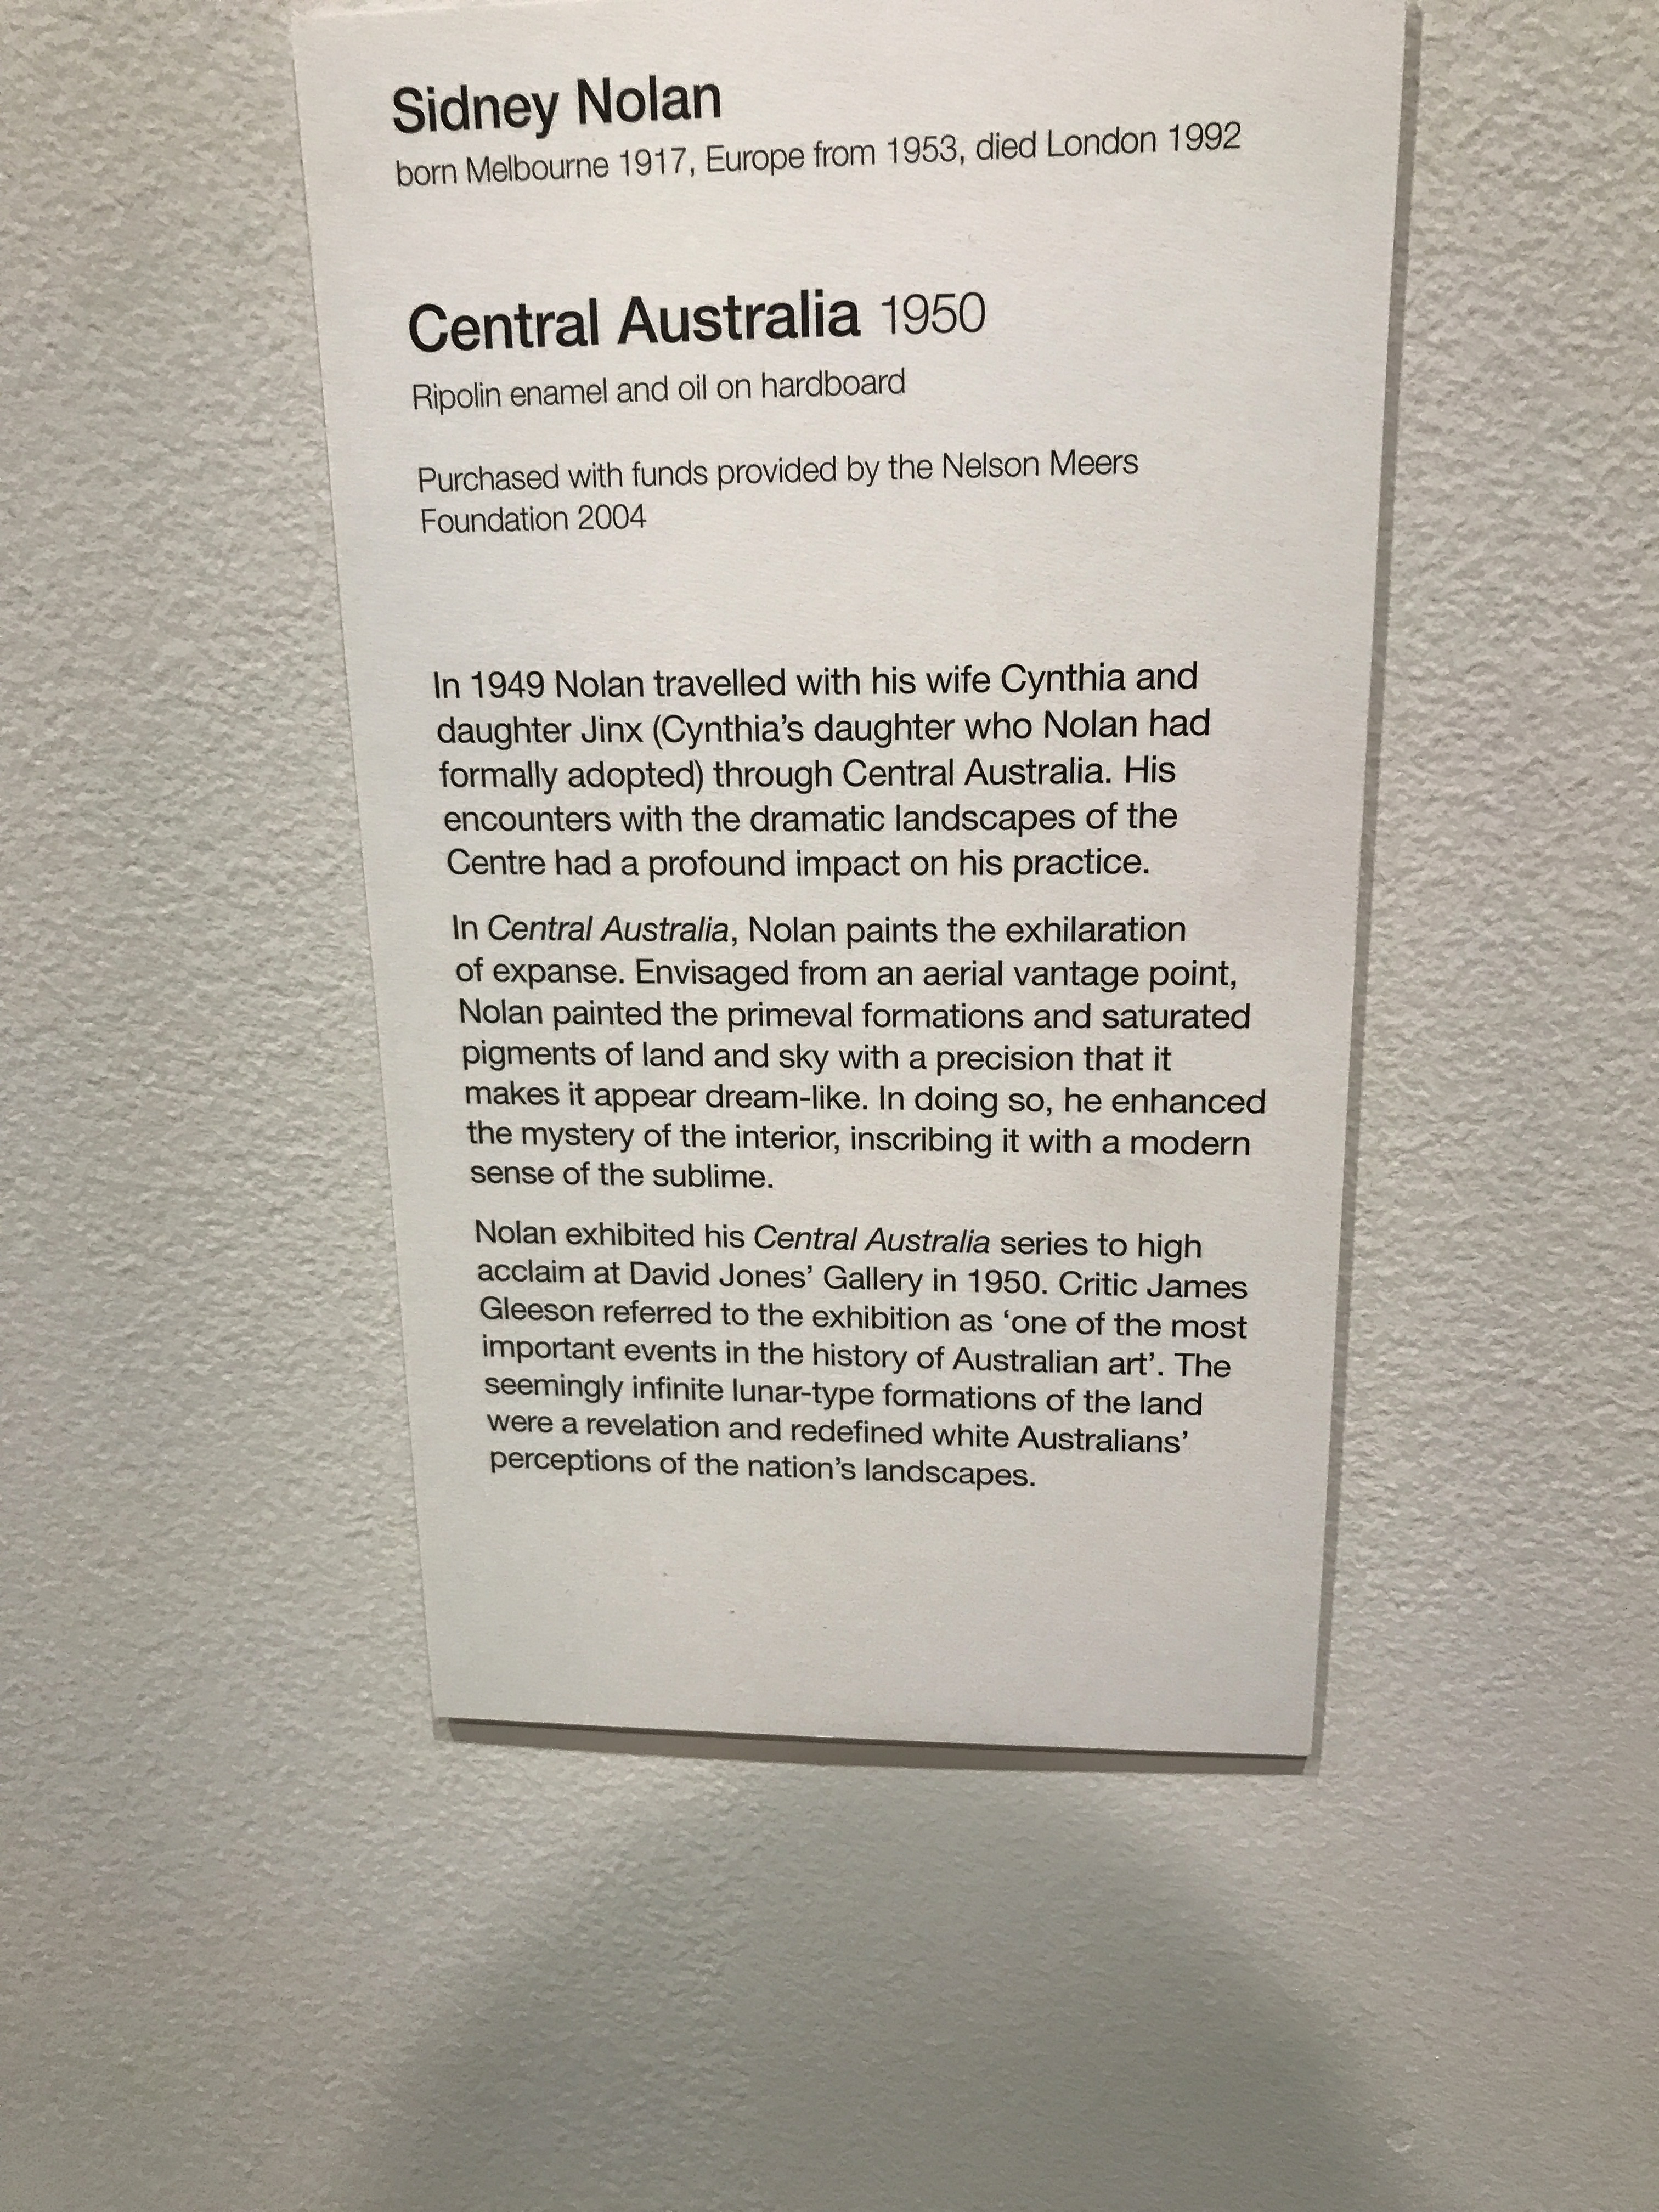 Sidney Nolan
born Melbourne 1917, Europe from 1953, died London 1992
Central Australia 1950
Ripolin enamel and oil on hardboard
Purchased with funds provided by the Nelson Meers
Foundation 2004
In 1949 Nolan travelled with his wife Cynthia and
daughter Jinx (Cynthia’s daughter who Nolan had
formally adopted) through Central Australia. His
encounters with the dramatic landscapes of the
Centre had a profound impact on his practice.
In Central Australia, Nolan paints the exhilaration
of expanse. Envisaged from an aerial vantage point,
Nolan painted the primeval formations and saturated
pigments of land and sky with a precision that it
makes it appear dream-like. In doing so, he enhanced
the mystery of the interior, inscribing it with a modern
sense of the sublime.
Nolan exhibited his Central Australia series to high
acclaim at David Jones’ Gallery in 1950. Critic James
Gleeson referred to the exhibition as ‘one of the most
important events in the history of Australian art’. The
seemingly infinite lunar-type formations of the land
were a revelation and redefined white Australians’
perceptions of the nation’s landscapes.